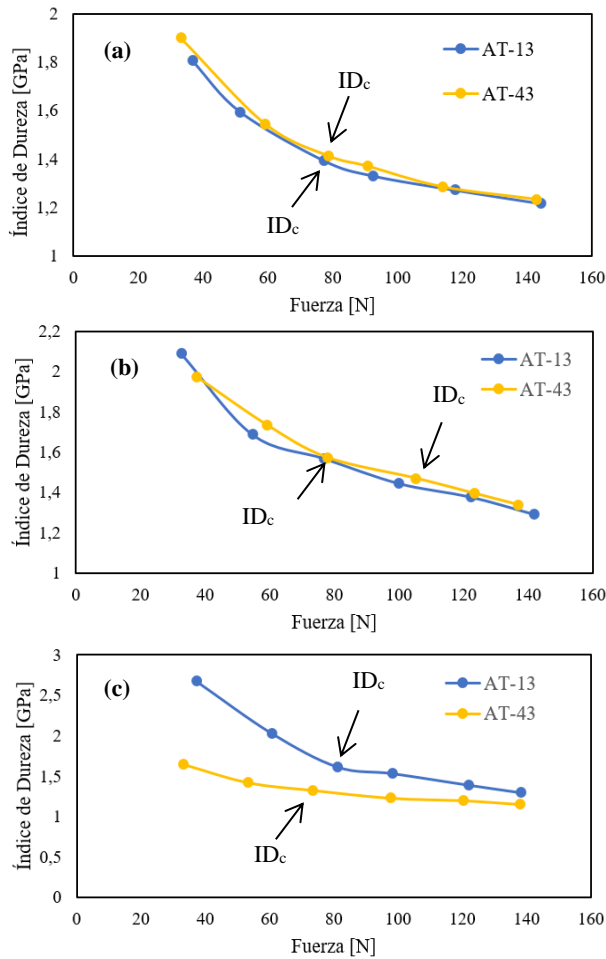 (a)
AT-13
AT-43
IDc
IDc
Índice de Dureza [GPa]
2
1,8
1,6
1,4
1,2
1
0 20 40 60 80 100 120 140 160
Fuerza [N]
(b)
AT-13
AT-43
IDc
IDc
Índice de Dureza [GPa]
2,2
2
1,8
1,6
1,4
1,2
1
0 20 40 60 80 100 120 140 160
Fuerza [N]
(c)
AT-13
AT-43
IDc
IDc
Índice de Dureza [GPa]
3
2,5
2
1,5
1
0,5
0
0 20 40 60 80 100 120 140 160
Fuerza [N]